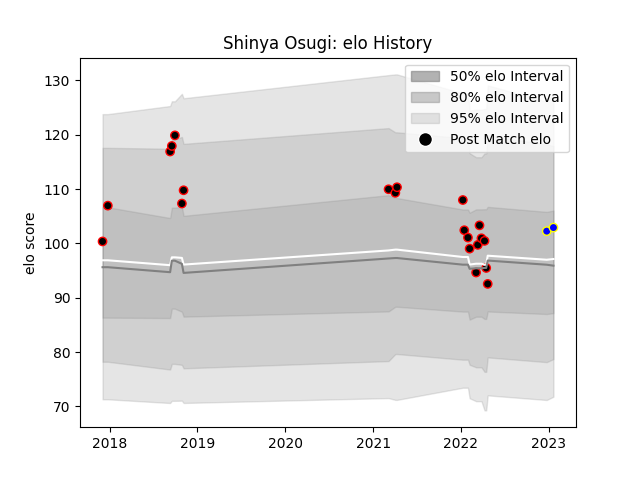 Shinya Osugi: elo History
50% elo Interval
80% elo Interval
95% elo Interval
Post Match elo
elo score
130
120
110
100
90
80
70
2018 2019 2020 2021 2022 2023